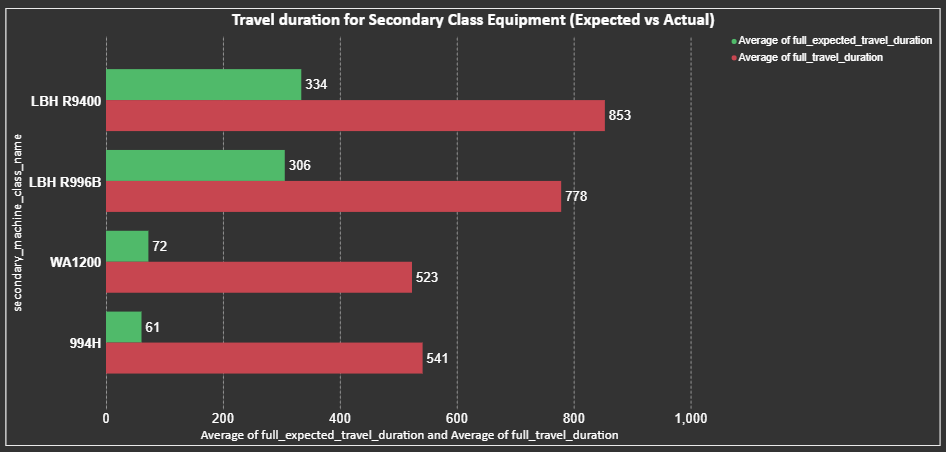 Travel duration for Secondary Class Equipment (Expected vs Actual)
Average of full_expected_travel_duration
Average of full_travel_duration
secondary_machine_class_name
LBH R9400
334
853
LBH R996B
306
778
WA1200
72
523
994H
61
541
0 200 400 600 800 1,000
Average of full_expected_travel_duration and Average of full_travel_duration